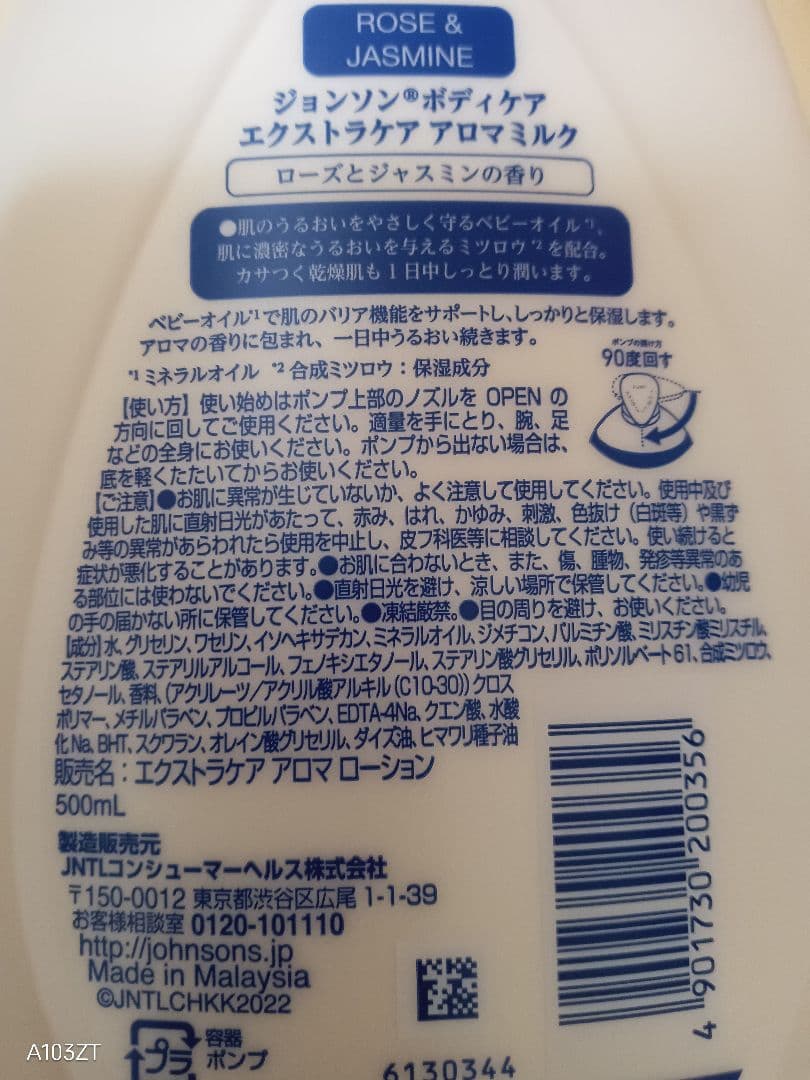 ROSE &
JASMINE
ジョンソン®ボディケア
エクストラケア アロマミルク
ローズとジャスミンの香り
●肌のうるおいをやさしく守るベビーオイル*1、
肌に濃密なうるおいを与えるミツロウ*2を配合。
カサつく乾燥肌も1日中しっとり潤います。
ベビーオイル*1で肌のバリア機能をサポートし、しっかりと保湿します。
アロマの香りに包まれ、一日中うるおい続きます。
*1 ミネラルオイル *2 合成ミツロウ:保湿成分
ポンプの開け方
90度回す
【使い方】使い始めはポンプ上部のノズルを OPEN の
方向に回してご使用ください。適量を手にとり、腕、足
などの全身にお使いください。ポンプから出ない場合は、
底を軽くたたいてからお使いください。
【ご注意】●お肌に異常が生じていないか、よく注意して使用してください。使用中及び
使用した肌に直射日光があたって、赤み、はれ、かゆみ、刺激、色抜け(白斑等)や黒ず
み等の異常があらわれたら使用を中止し、皮フ科医等に相談してください。使い続けると
症状が悪化することがあります。●お肌に合わないとき、また、傷、腫物、発疹等異常のあ
る部位には使わないでください。●直射日光を避け、涼しい場所で保管してください。●幼児
の手の届かない所に保管してください。●凍結厳禁。●目の周りを避け、お使いください。
【成分】水、グリセリン、ワセリン、イソヘキサデカン、ミネラルオイル、ジメチコン、パルミチン酸、ミリスチン酸ミリスチル、
ステアリン酸、ステアリルアルコール、フェノキシエタノール、ステアリン酸グリセリル、ポリソルベート61、合成ミツロウ、
セタノール、香料、(アクリレーツ/アクリル酸アルキル(C10-30))クロス
ポリマー、メチルパラベン、プロピルパラベン、EDTA-4Na、クエン酸、水酸
化Na、BHT、スクワラン、オレイン酸グリセリル、ダイズ油、ヒマワリ種子油
販売名:エクストラケア アロマ ローション
500mL
製造販売元
JNTLコンシューマーヘルス株式会社
〒150-0012 東京都渋谷区広尾 1-1-39
お客様相談室 0120-101110
http://johnsons.jp
Made in Malaysia
©JNTLCHKK2022
4 901730 200356
プラ
容器
ポンプ
6130344
A103ZT